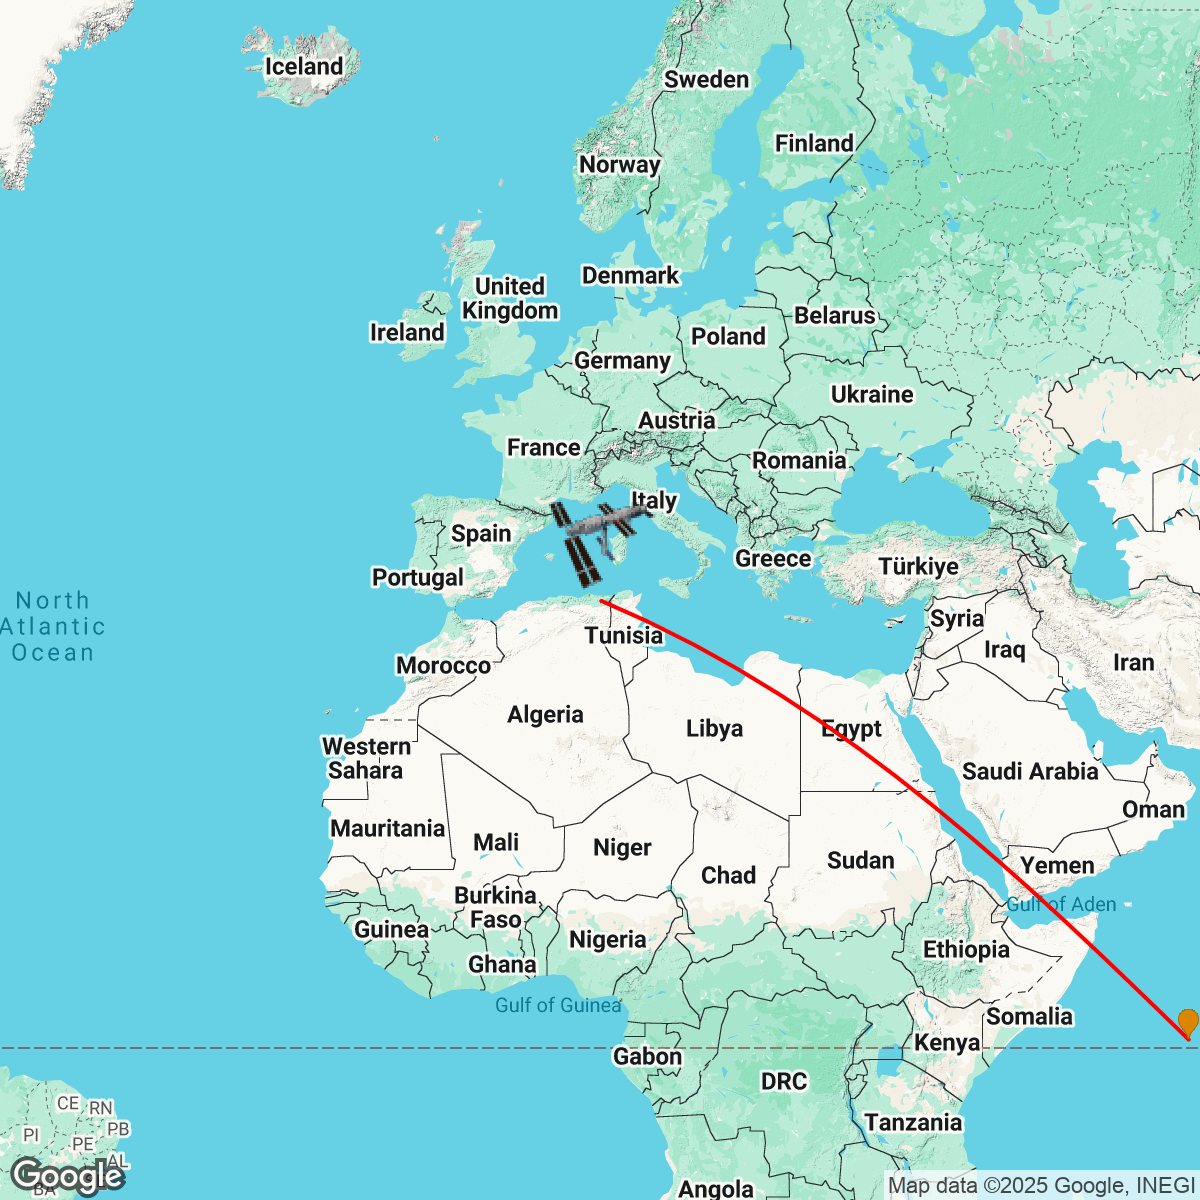 Iceland
Sweden
Finland
Norway
Denmark
United
Kingdom
Ireland
Belarus
Poland
Germany
Ukraine
Austria
France
Romania
Italy
Spain
Greece
Türkiye
Portugal
North
Atlantic
Ocean
Syria
Tunisia
Iraq
Iran
Morocco
Algeria
Libya
Egypt
Western
Sahara
Saudi Arabia
Oman
Mauritania
Mali
Niger
Sudan
Yemen
Chad
Burkina
Faso
Gulf of Aden
Guinea
Nigeria
Ethiopia
Ghana
Gulf of Guinea
Somalia
Kenya
Gabon
DRC
CE
RN
Tanzania
PB
PI
PE
AL
BA
Google
Angola
Map data ©2025 Google, INEGI